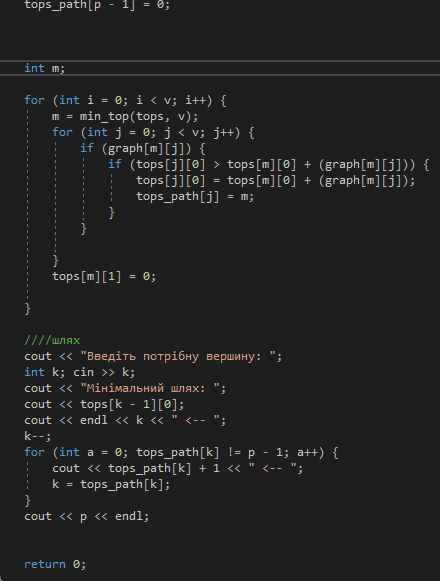 tops_path[p - 1] = 0;
int m;
for (int i = 0; i < v; i++) {
m = min_top(tops, v);
for (int j = 0; j < v; j++) {
if (graph[m][j]) {
if (tops[j][0] > tops[m][0] + (graph[m][j])) {
tops[j][0] = tops[m][0] + (graph[m][j]);
tops_path[j] = m;
}
}
}
tops[m][1] = 0;
}
////шлях
cout << "Введіть потрібну вершину: ";
int k; cin >> k;
cout << "Мінімальний шлях: ";
cout << tops[k - 1][0];
cout << endl << k << " <-- ";
k--;
for (int a = 0; tops_path[k] != p - 1; a++) {
cout << tops_path[k] + 1 << " <-- ";
k = tops_path[k];
}
cout << p << endl;
return 0;